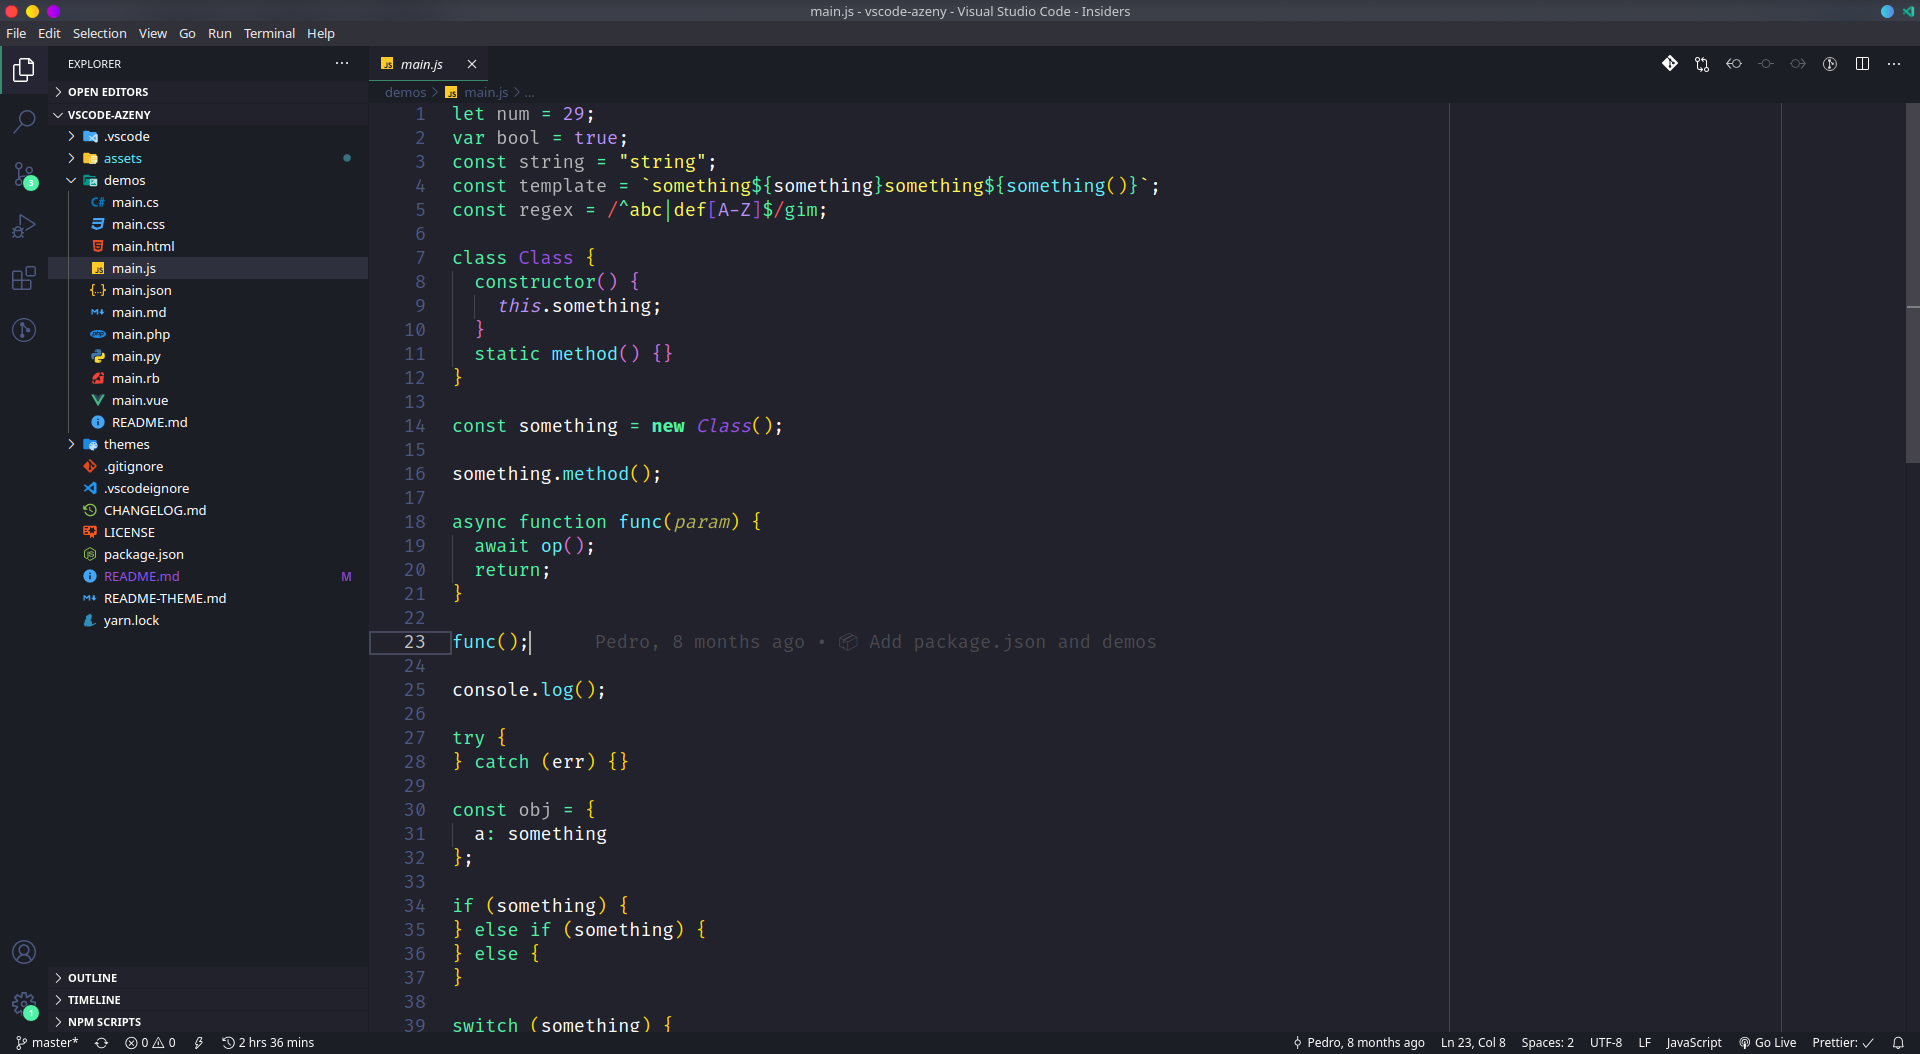 main.js - vscode-azeny - Visual Studio Code - Insiders
File Edit Selection View Go Run Terminal Help
EXPLORER
OPEN EDITORS
VSCODE-AZENY
.vscode
assets
demos
C# main.cs
main.css
main.html
JS main.js
{..} main.json
M main.md
php main.php
main.py
main.rb
main.vue
README.md
themes
.gitignore
.vscodeignore
CHANGELOG.md
LICENSE
package.json
README.md M
M README-THEME.md
yarn.lock
OUTLINE
TIMELINE
NPM SCRIPTS
3
1
JS main.js
demos > JS main.js > ...
1 let num = 29;
2 var bool = true;
3 const string = "string";
4 const template = `something${something}something${something()}`;
5 const regex = /^abc|def[A-Z]$/gim;
6
7 class Class {
8 constructor() {
9 this.something;
10 }
11 static method() {}
12 }
13
14 const something = new Class();
15
16 something.method();
17
18 async function func(param) {
19 await op();
20 return;
21 }
22
23 func(); Pedro, 8 months ago • 📦 Add package.json and demos
24
25 console.log();
26
27 try {
28 } catch (err) {}
29
30 const obj = {
31 a: something
32 };
33
34 if (something) {
35 } else if (something) {
36 } else {
37 }
38
39 switch (something) {
master* 0 0 2 hrs 36 mins Pedro, 8 months ago Ln 23, Col 8 Spaces: 2 UTF-8 LF JavaScript Go Live Prettier: ✓